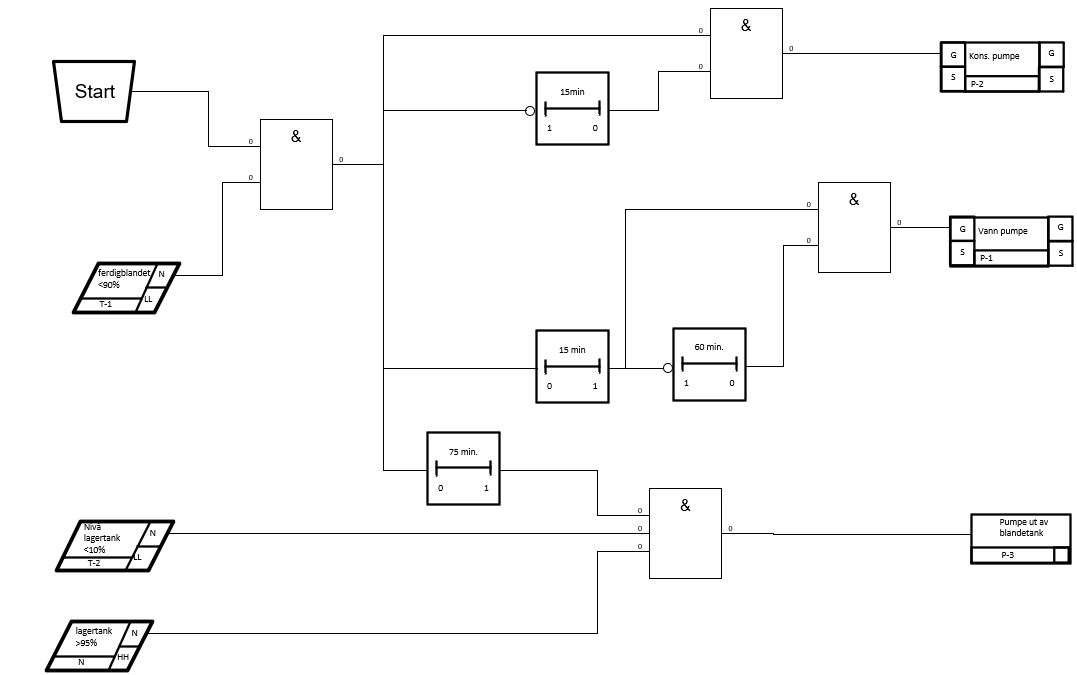 &
0
0
0
Kons. pumpe
G
S
G
S
P-2
15min
1 0
Start
&
0
0
0
&
0
0
0
Vann pumpe
G
S
G
S
P-1
ferdigblandet
<90%
N
LL
T-1
15 min
0 1
60 min.
1 0
75 min.
0 1
&
0
0
0
0
Pumpe ut av
blandetank
P-3
Nivå
lagertank
<10%
N
LL
T-2
lagertank
>95%
N
HH
N